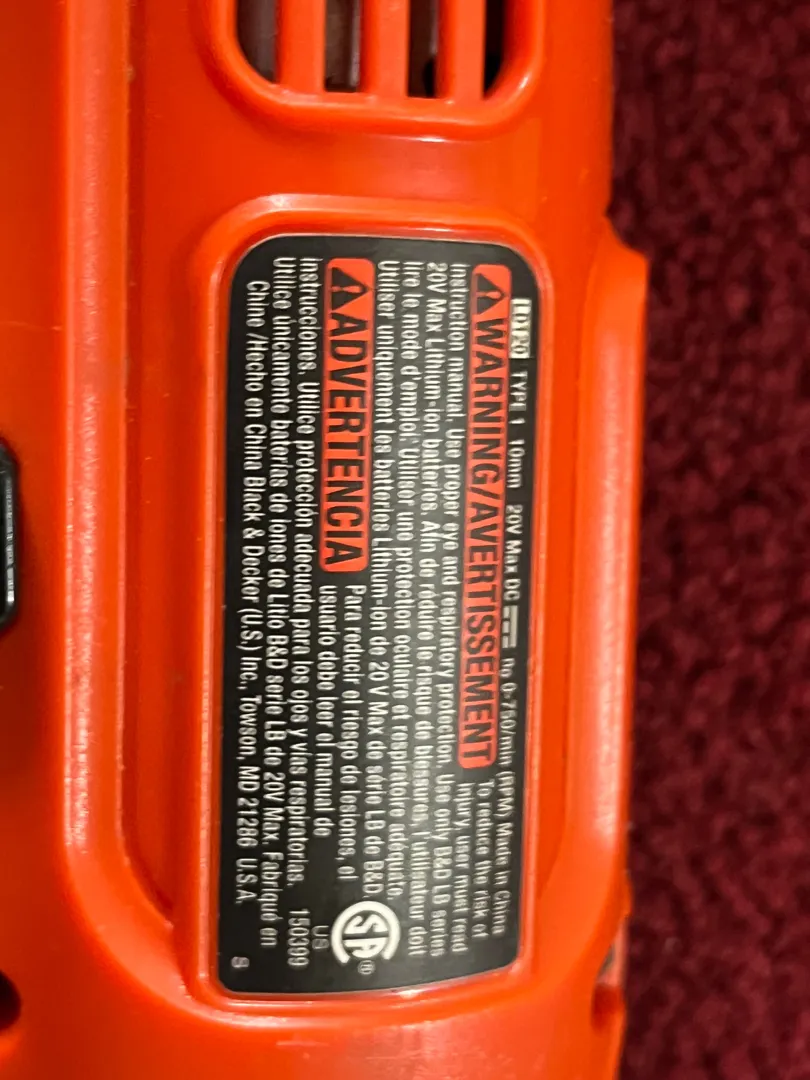 LD120 TYPE 1 10mm 20V Max DC no 0-750/min (RPM) Made in China
⚠WARNING/AVERTISSEMENT To reduce the risk of
injury, user must read
instruction manual. Use proper eye and respiratory protection. Use only B&D LB series
20V Max Lithium-ion batteries. Afin de réduire le risque de blessures, l'utilisateur doit
lire le mode d'emploi. Utiliser une protection oculaire et respiratoire adéquate.
Utiliser uniquement les batteries Lithium-ion de 20V Max de série LB de B&D
⚠ADVERTENCIA Para reducir el riesgo de lesiones, el
usuario debe leer el manual de
instrucciones. Utilice protección adecuada para los ojos y vías respiratorias.
Utilice únicamente baterías de iones de Litio B&D serie LB de 20V Max. Fabriqué en
Chine /Hecho en China Black & Decker (U.S.) Inc., Towson, MD 21286 U.S.A.
SA ®
US
150399
S